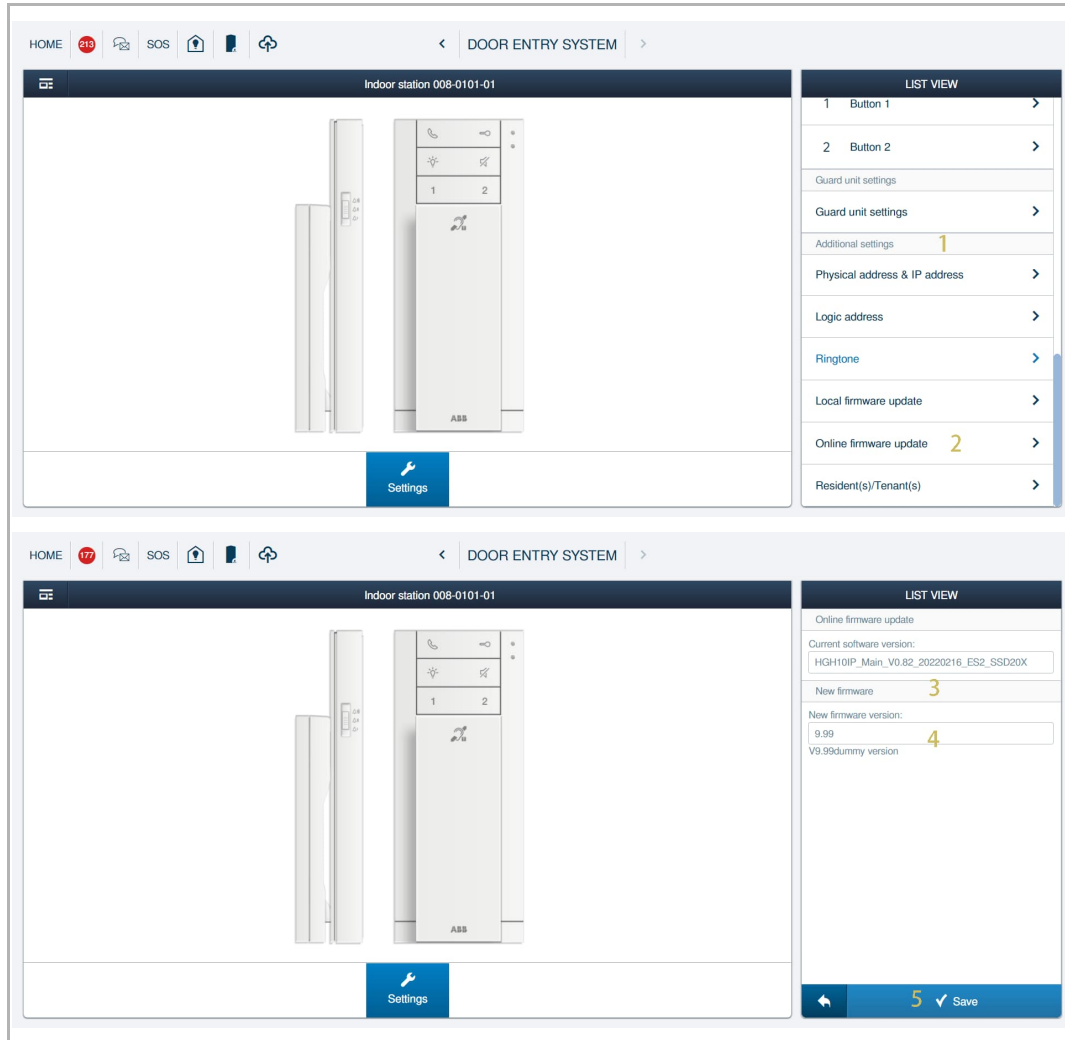 HOME 213 SOS < DOOR ENTRY SYSTEM >
Indoor station 008-0101-01
1 2
ABB
Settings
LIST VIEW
1 Button 1
2 Button 2
Guard unit settings
Guard unit settings
Additional settings 1
Physical address & IP address
Logic address
Ringtone
Local firmware update
Online firmware update 2
Resident(s)/Tenant(s)
HOME 177 SOS < DOOR ENTRY SYSTEM >
Indoor station 008-0101-01
1 2
ABB
Settings
LIST VIEW
Online firmware update
Current software version:
HGH10IP_Main_V0.82_20220216_ES2_SSD20X
New firmware 3
New firmware version:
9.99 4
V9.99dummy version
5 Save